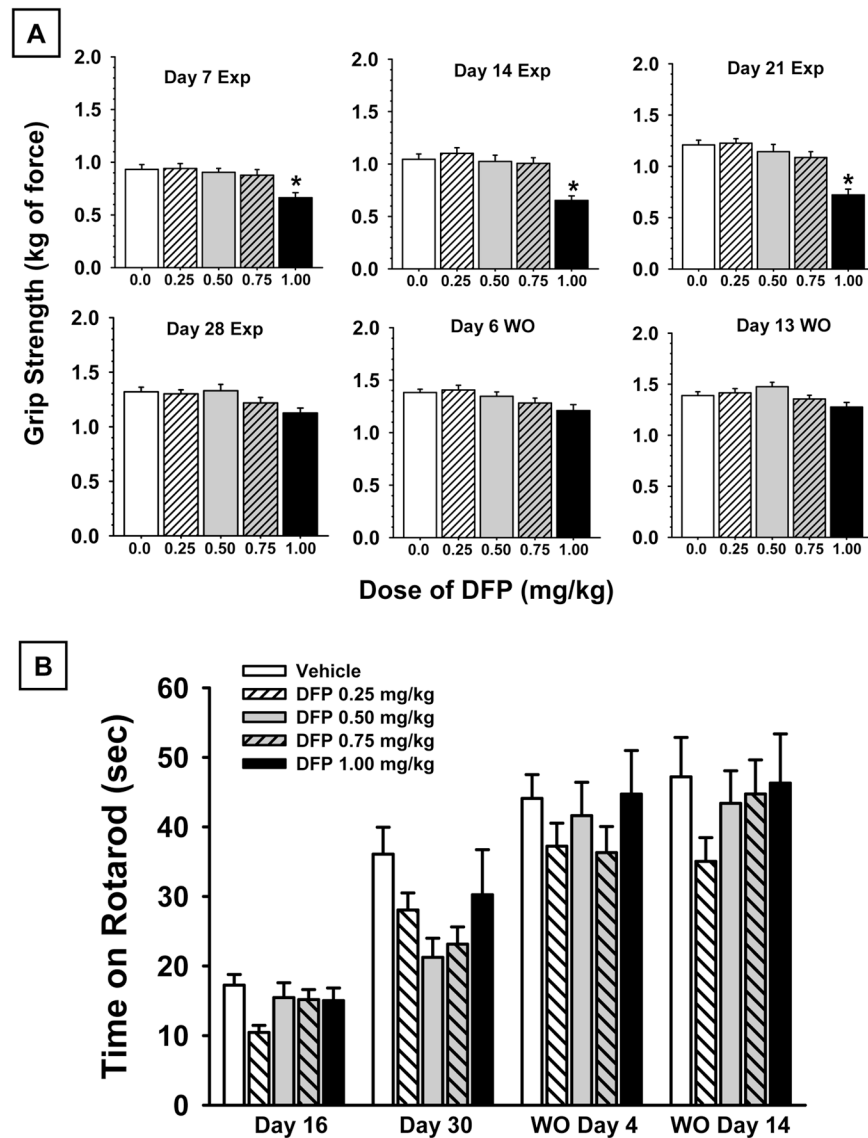 A
Grip Strength (kg of force)
Day 7 Exp
2.0
1.5
1.0
0.5
0.0
*
0.0 0.25 0.50 0.75 1.00
Day 14 Exp
2.0
1.5
1.0
0.5
0.0
*
0.0 0.25 0.50 0.75 1.00
Day 21 Exp
2.0
1.5
1.0
0.5
0.0
*
0.0 0.25 0.50 0.75 1.00
Day 28 Exp
2.0
1.5
1.0
0.5
0.0
0.0 0.25 0.50 0.75 1.00
Day 6 WO
2.0
1.5
1.0
0.5
0.0
0.0 0.25 0.50 0.75 1.00
Day 13 WO
2.0
1.5
1.0
0.5
0.0
0.0 0.25 0.50 0.75 1.00
Dose of DFP (mg/kg)
B
Time on Rotarod (sec)
Vehicle
DFP 0.25 mg/kg
DFP 0.50 mg/kg
DFP 0.75 mg/kg
DFP 1.00 mg/kg
60
50
40
30
20
10
0
Day 16 Day 30 WO Day 4 WO Day 14